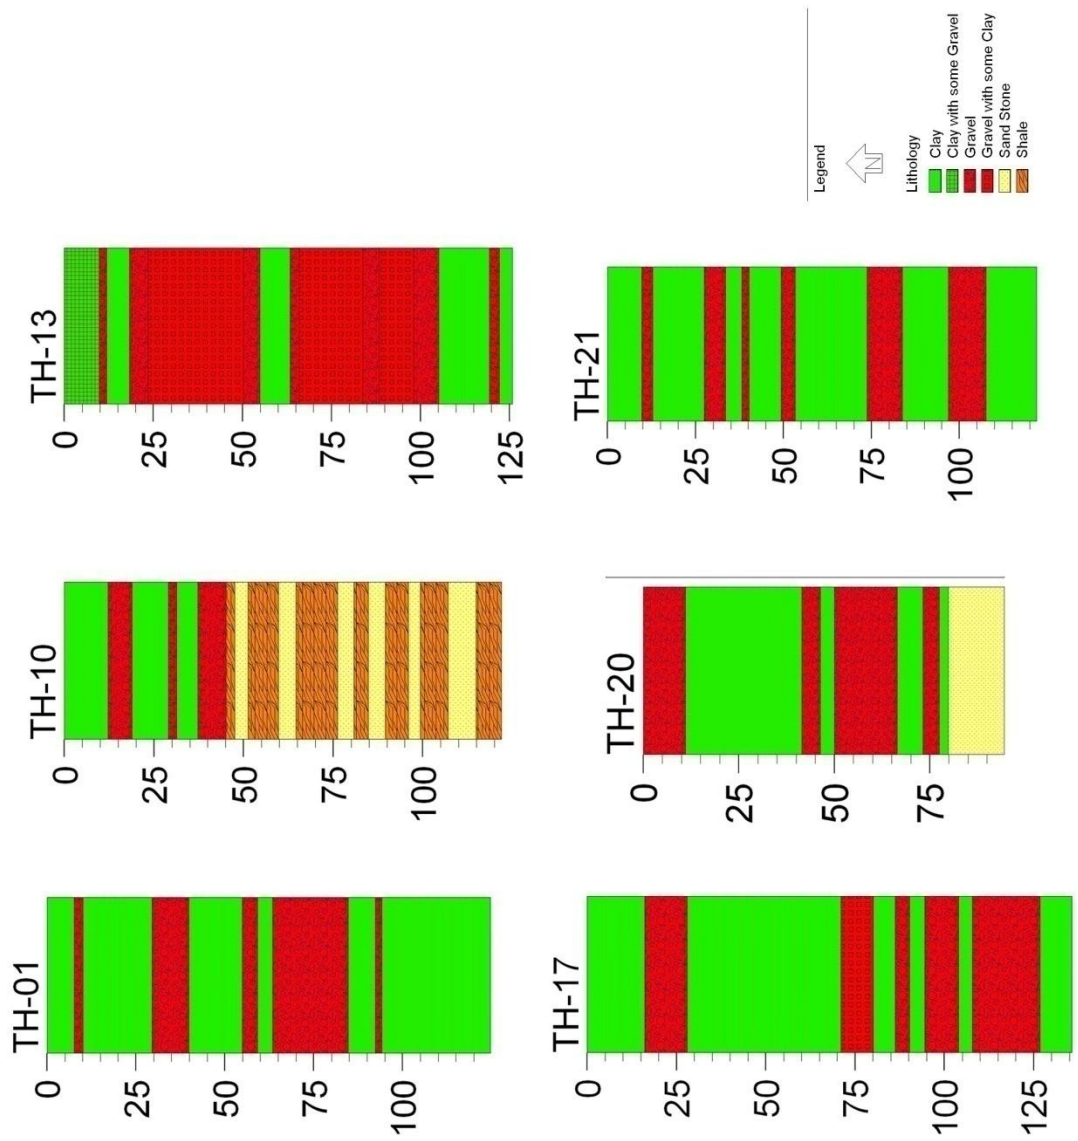 TH-13
0
25
50
75
100
125
TH-10
0
25
50
75
100
TH-01
0
25
50
75
100
TH-21
0
25
50
75
100
TH-20
0
25
50
75
TH-17
0
25
50
75
100
125
Legend
N
Lithology
Clay
Clay with some Gravel
Gravel
Gravel with some Clay
Sand Stone
Shale